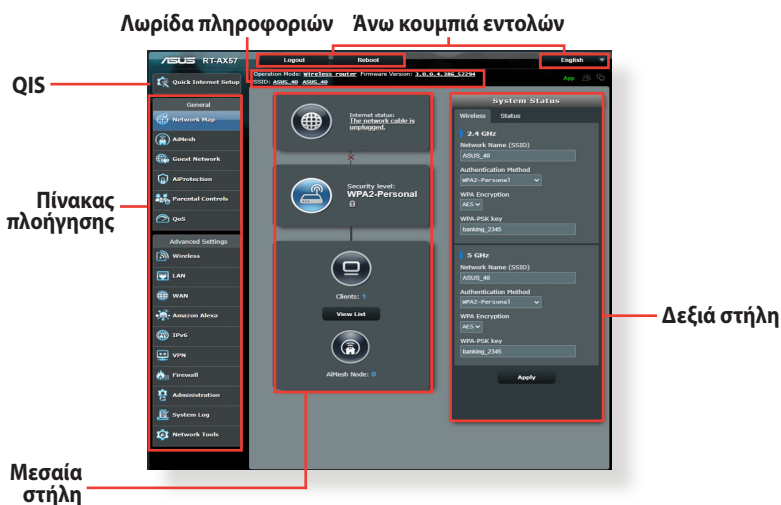 Λωρίδα πληροφοριών
Άνω κουμπιά εντολών
ASUS RT-AX57
Logout
Reboot
English
QIS
Quick Internet Setup
Operation Mode: Wireless router Firmware Version: 3.0.0.4.386_52294
SSID: ASUS_40 ASUS_40
App
General
Network Map
AiMesh
Guest Network
AiProtection
Parental Controls
QoS
Πίνακας
πλοήγησης
Advanced Settings
Wireless
LAN
WAN
Amazon Alexa
IPv6
VPN
Firewall
Administration
System Log
Network Tools
Internet status:
The network cable is
unplugged.
Security level:
WPA2-Personal
Clients: 1
View List
AiMesh Node: 0
Μεσαία
στήλη
System Status
Wireless
Status
2.4 GHz
Network Name (SSID)
ASUS_40
Authentication Method
WPA2-Personal
WPA Encryption
AES
WPA-PSK key
banking_2345
5 GHz
Network Name (SSID)
ASUS_40
Authentication Method
WPA2-Personal
WPA Encryption
AES
WPA-PSK key
banking_2345
Apply
Δεξιά στήλη